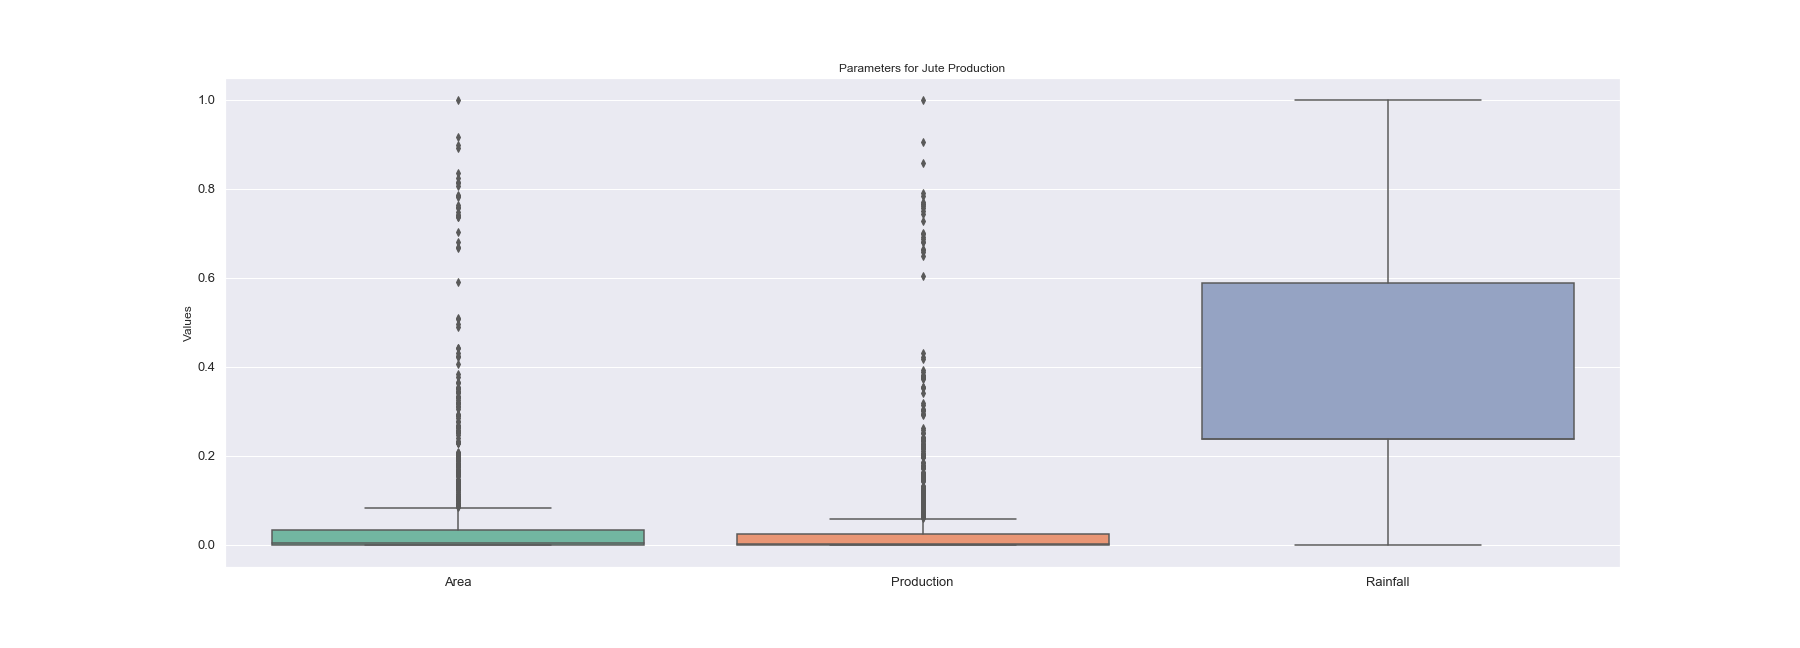 Parameters for Jute Production
1.0
0.8
0.6
0.4
0.2
0.0
Values
Area
Production
Rainfall